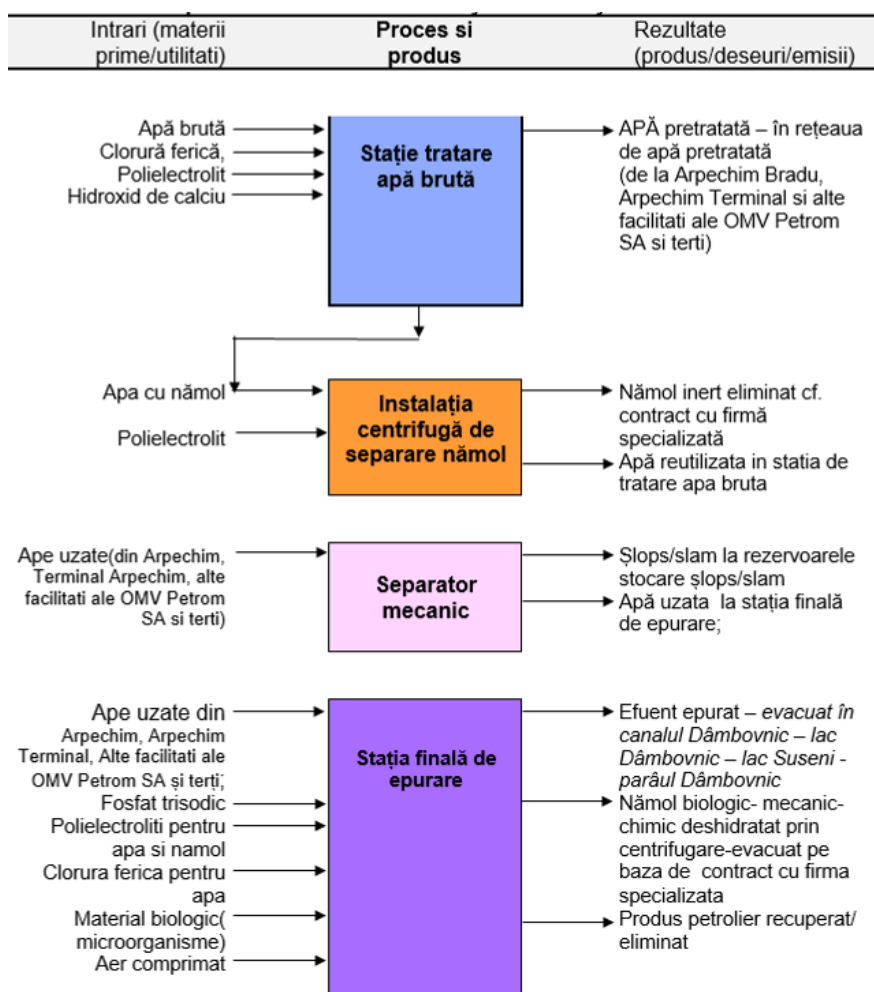 Intrari (materii
prime/utilitati)
Proces si
produs
Rezultate
(produs/deseuri/emisii)
Apă brută
Clorură ferică,
Polielectrolit
Hidroxid de calciu
Stație tratare
apă brută
APĂ pretratată – în rețeaua
de apă pretratată
(de la Arpechim Bradu,
Arpechim Terminal si alte
facilitati ale OMV Petrom
SA si terti)
Apa cu nămol
Polielectrolit
Instalația
centrifugă de
separare nămol
Nămol inert eliminat cf.
contract cu firmă
specializată
Apă reutilizata in statia de
tratare apa bruta
Ape uzate(din Arpechim,
Terminal Arpechim, alte
facilitati ale OMV Petrom
SA si terti)
Separator
mecanic
Șlops/slam la rezervoarele
stocare șlops/slam
Apă uzata la stația finală
de epurare;
Ape uzate din
Arpechim, Arpechim
Terminal, Alte facilitati ale
OMV Petrom SA și terți;
Fosfat trisodic
Polielectroliti pentru
apa si namol
Clorura ferica pentru
apa
Material biologic(
microorganisme)
Aer comprimat
Stația finală de
epurare
Efuent epurat – evacuat în
canalul Dâmbovnic – lac
Dâmbovnic – lac Suseni -
parâul Dâmbovnic
Nămol biologic- mecanic-
chimic deshidratat prin
centrifugare-evacuat pe
baza de contract cu firma
specializata
Produs petrolier recuperat/
eliminat